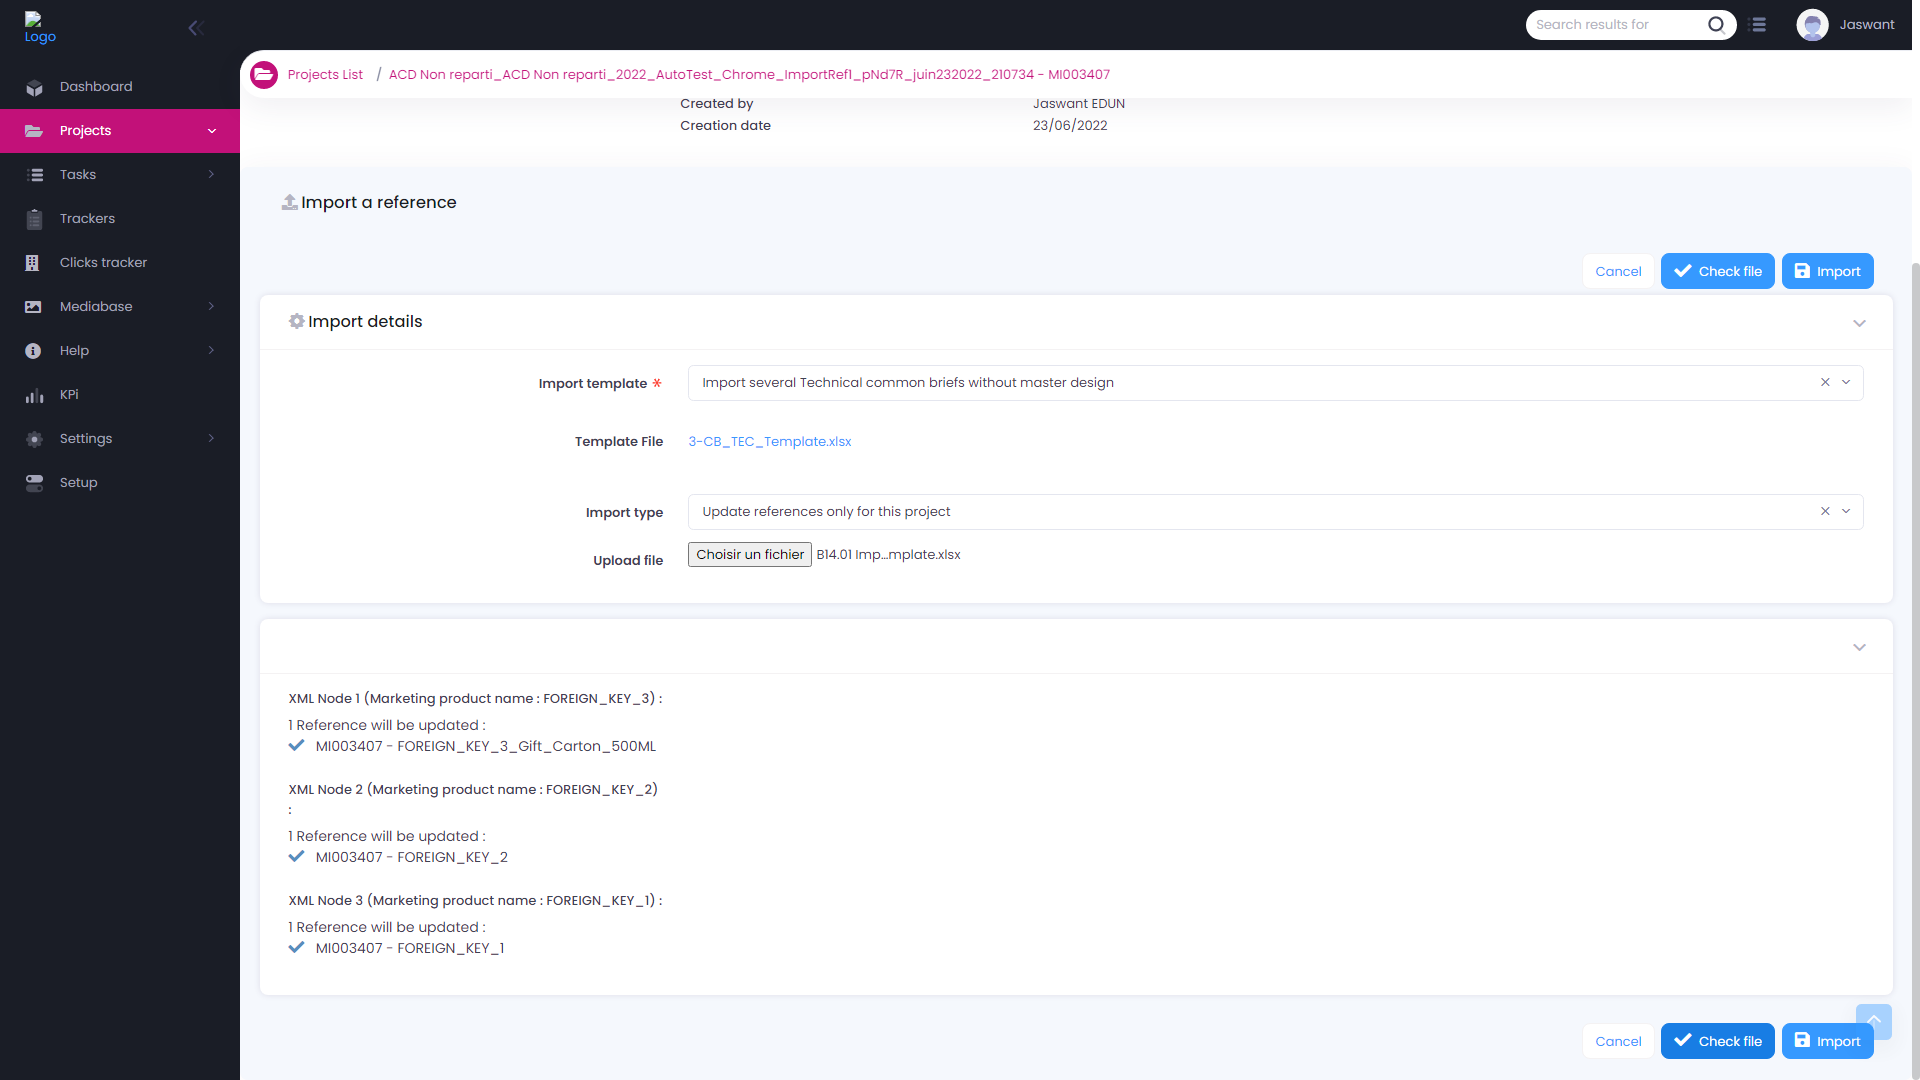 Logo
Search results for
Jaswant
Dashboard
Projects
Tasks
Trackers
Clicks tracker
Mediabase
Help
KPi
Settings
Setup
Projects List / ACD Non reparti_ACD Non reparti_2022_AutoTest_Chrome_ImportRef1_pNd7R_juin232022_210734 - MI003407
Created by Jaswant EDUN
Creation date 23/06/2022
Import a reference
Cancel Check file Import
Import details
Import template * Import several Technical common briefs without master design
Template File 3-CB_TEC_Template.xlsx
Import type Update references only for this project
Upload file Choisir un fichier B14.01 Imp...mplate.xlsx
XML Node 1 (Marketing product name : FOREIGN_KEY_3) :
1 Reference will be updated :
MI003407 - FOREIGN_KEY_3_Gift_Carton_500ML
XML Node 2 (Marketing product name : FOREIGN_KEY_2)
:
1 Reference will be updated :
MI003407 - FOREIGN_KEY_2
XML Node 3 (Marketing product name : FOREIGN_KEY_1) :
1 Reference will be updated :
MI003407 - FOREIGN_KEY_1
Cancel Check file Import